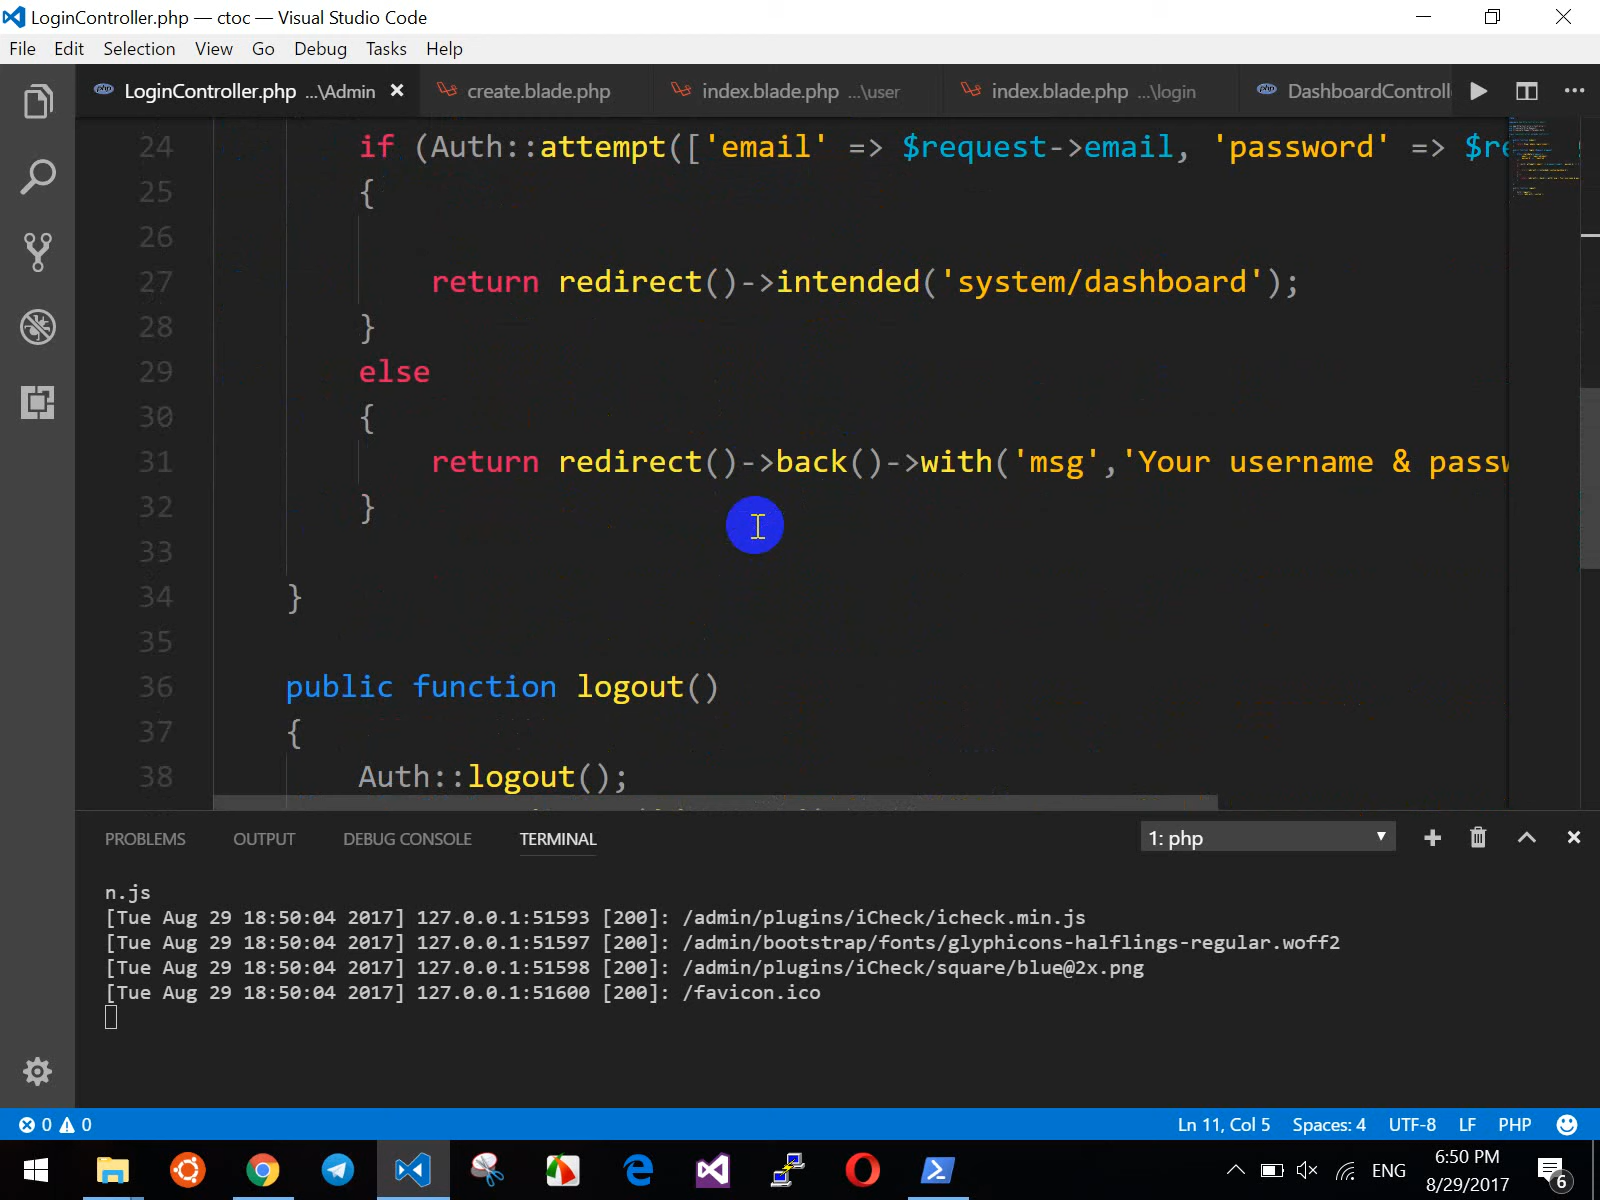 LoginController.php — ctoc — Visual Studio Code
File Edit Selection View Go Debug Tasks Help
LoginController.php ...\Admin × create.blade.php index.blade.php ...\user index.blade.php ...\login DashboardControll
24 if (Auth::attempt(['email' => $request->email, 'password' => $re
25 {
26
27 return redirect()->intended('system/dashboard');
28 }
29 else
30 {
31 return redirect()->back()->with('msg','Your username & passw
32 }
33
34 }
35
36 public function logout()
37 {
38 Auth::logout();
PROBLEMS OUTPUT DEBUG CONSOLE TERMINAL 1: php
n.js
[Tue Aug 29 18:50:04 2017] 127.0.0.1:51593 [200]: /admin/plugins/iCheck/icheck.min.js
[Tue Aug 29 18:50:04 2017] 127.0.0.1:51597 [200]: /admin/bootstrap/fonts/glyphicons-halflings-regular.woff2
[Tue Aug 29 18:50:04 2017] 127.0.0.1:51598 [200]: /admin/plugins/iCheck/square/blue@2x.png
[Tue Aug 29 18:50:04 2017] 127.0.0.1:51600 [200]: /favicon.ico
0 0 Ln 11, Col 5 Spaces: 4 UTF-8 LF PHP
ENG
6:50 PM
8/29/2017
6